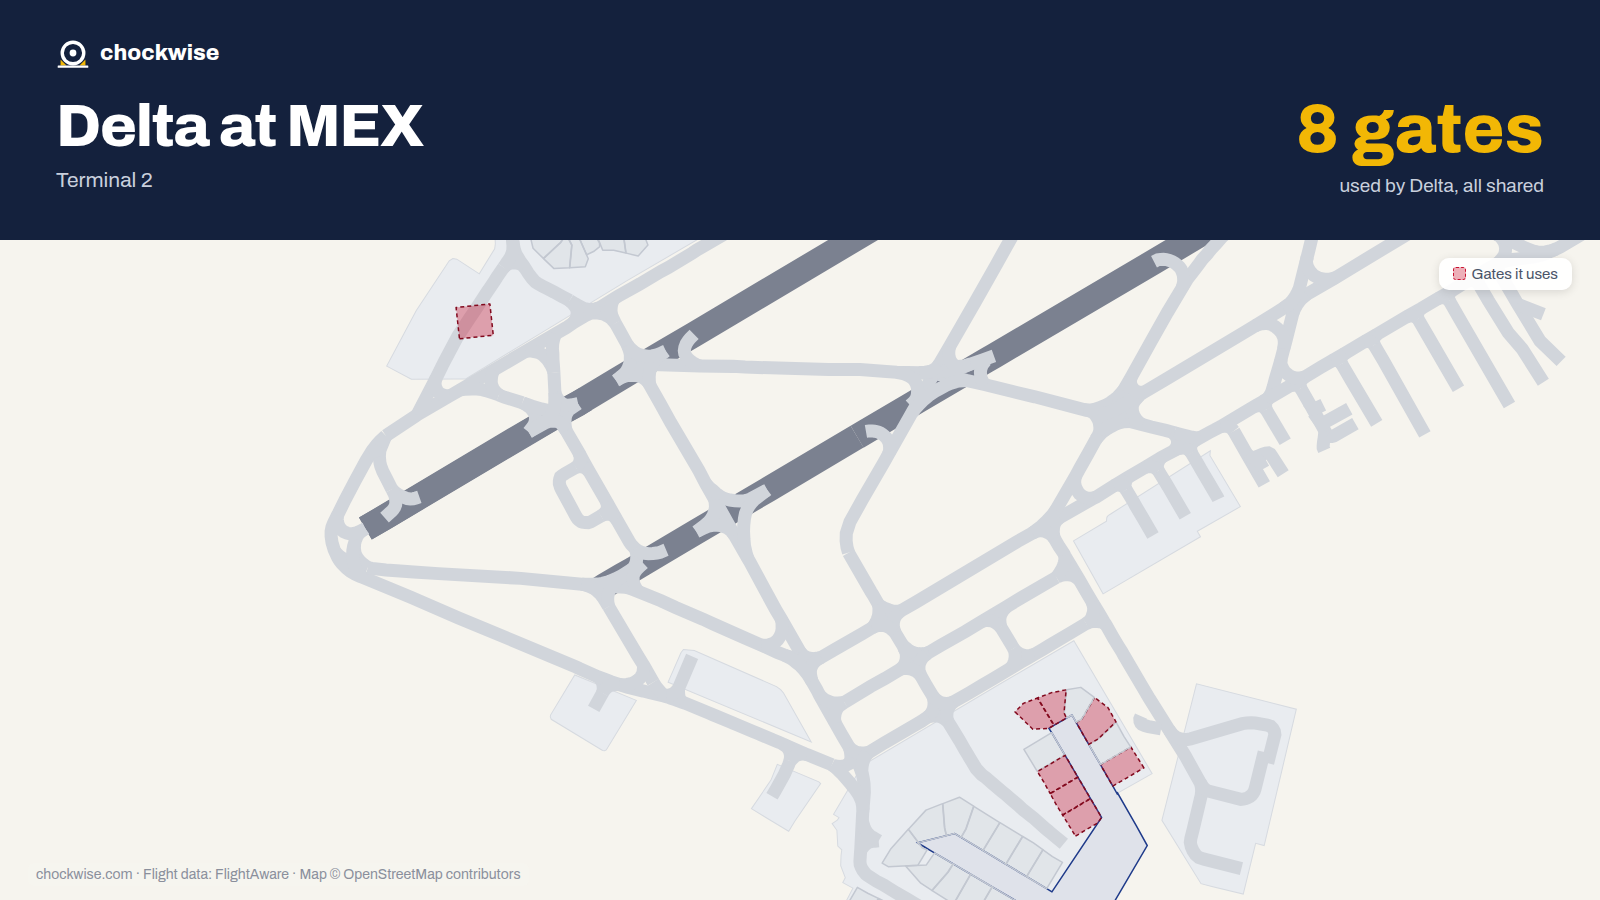 chockwise
Delta at MEX
Terminal 2
8 gates
used by Delta, all shared
Gates it uses
chockwise.com · Flight data: FlightAware · Map © OpenStreetMap contributors